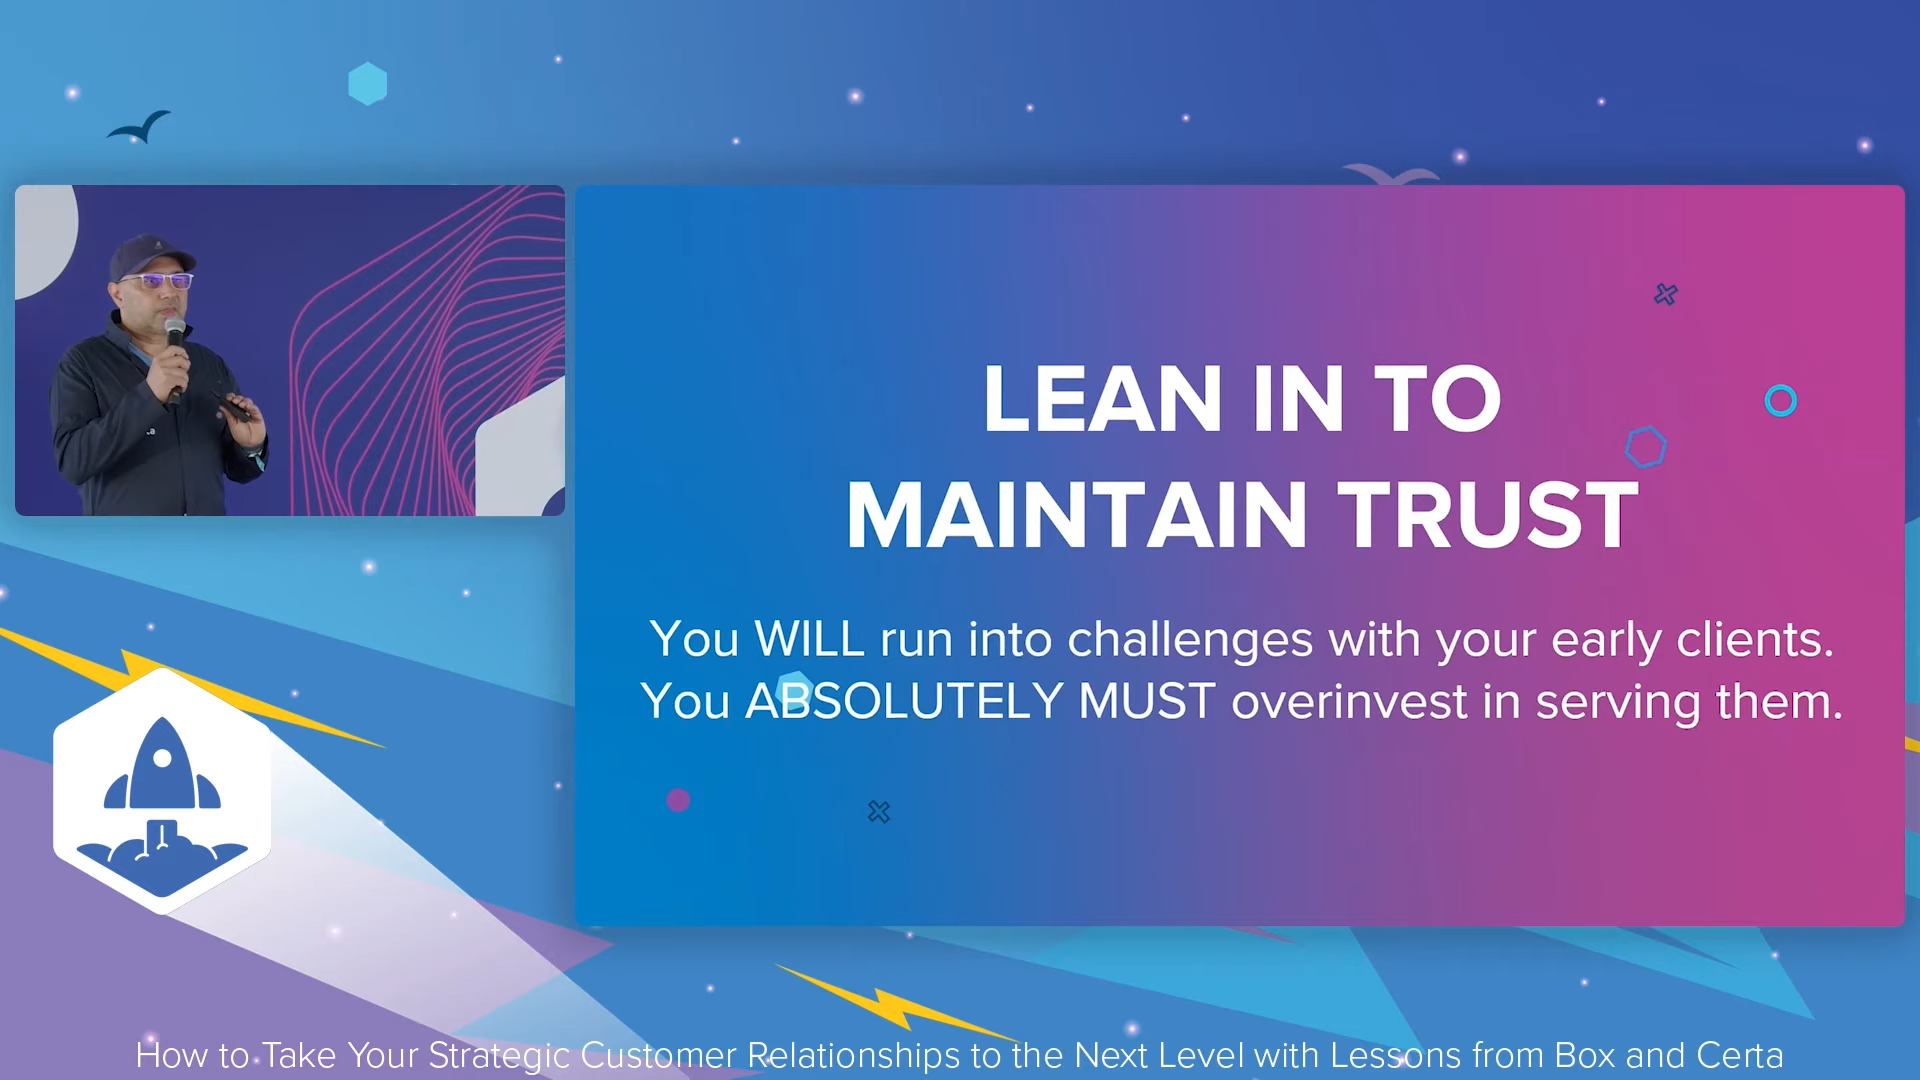 LEAN IN TO
MAINTAIN TRUST
You WILL run into challenges with your early clients.
You ABSOLUTELY MUST overinvest in serving them.
How to Take Your Strategic Customer Relationships to the Next Level with Lessons from Box and Certa